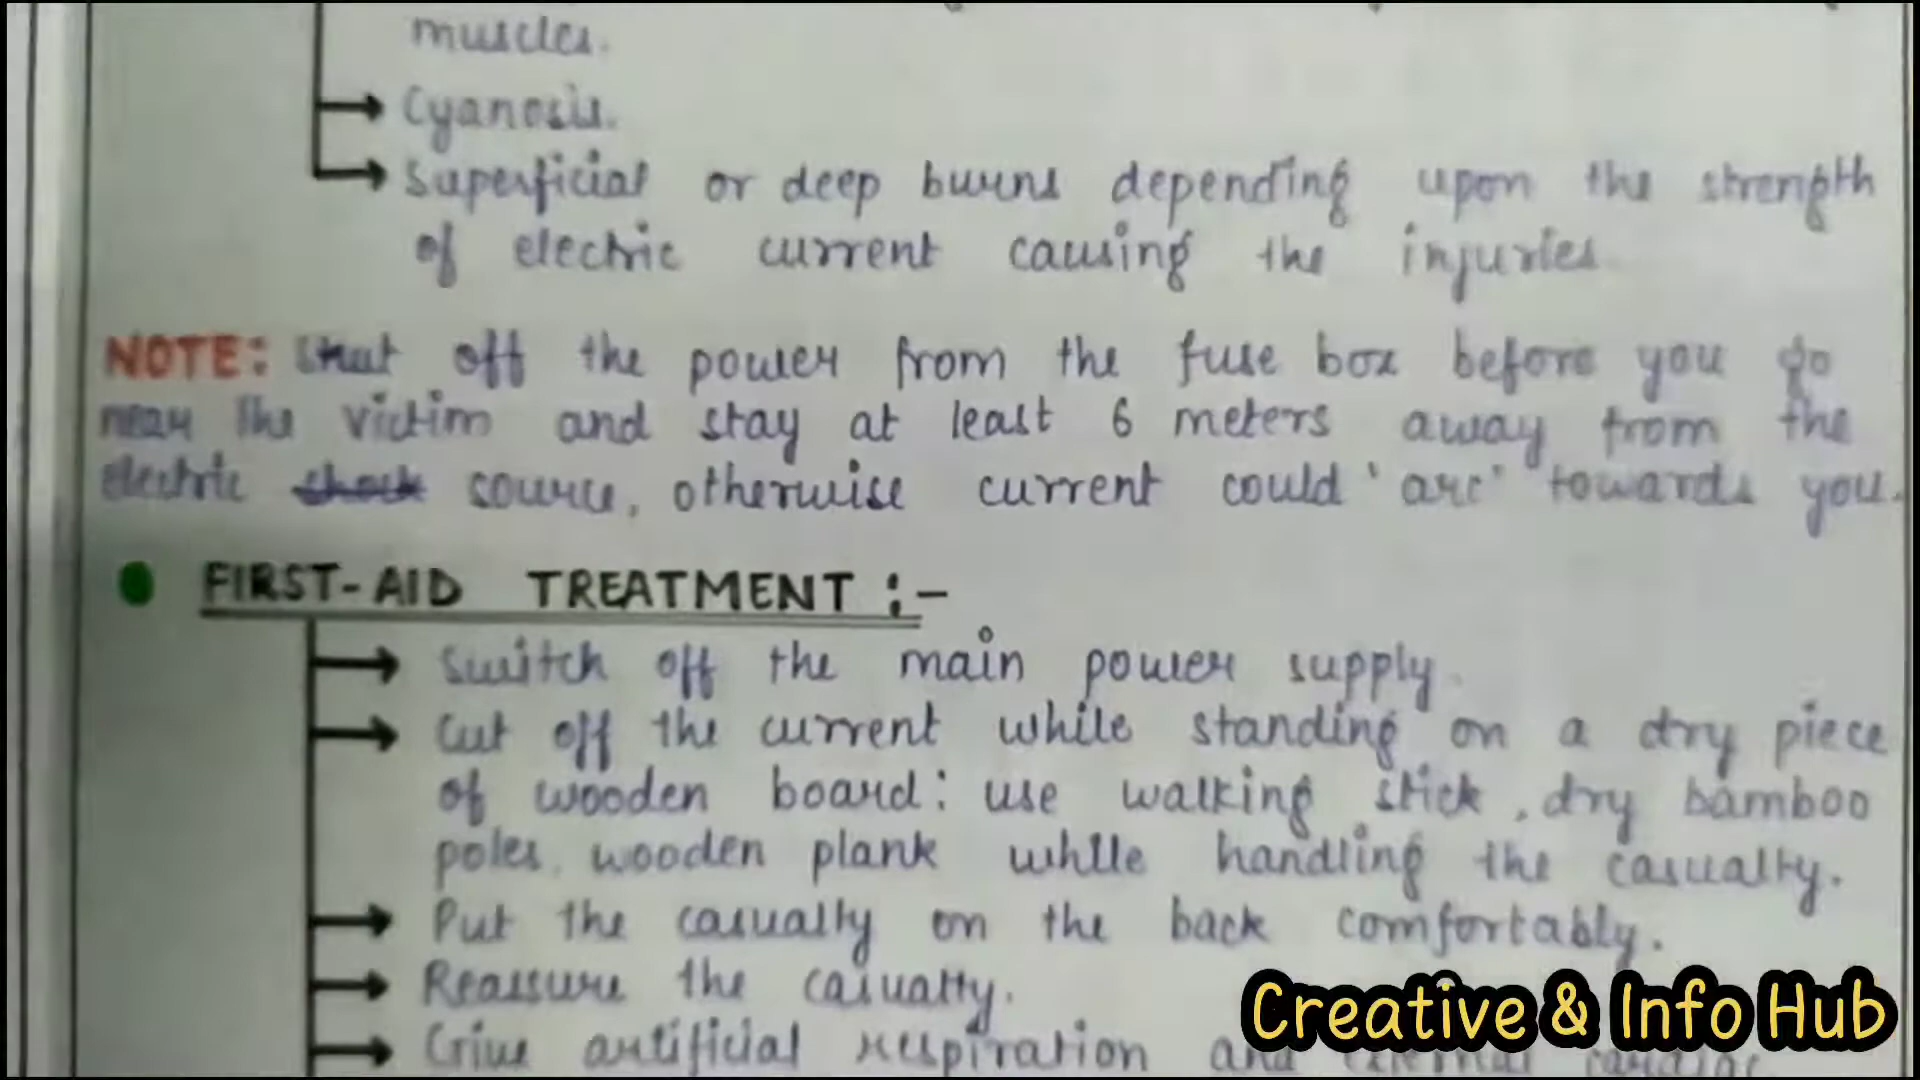 muscles.
Cyanosis.
Superficial or deep burns depending upon the strength
of electric current causing the injuries
NOTE: Shut off the power from the fuse box before you go
near the victim and stay at least 6 meters away from the
electric shock source, otherwise current could 'arc' towards you.
FIRST-AID TREATMENT :-
Switch off the main power supply.
Cut off the current while standing on a dry piece
of wooden board: use walking stick, dry bamboo
poles, wooden plank while handling the casualty.
Put the casualty on the back comfortably.
Reassure the casualty.
Give artificial respiration and external cardiac
Creative & Info Hub